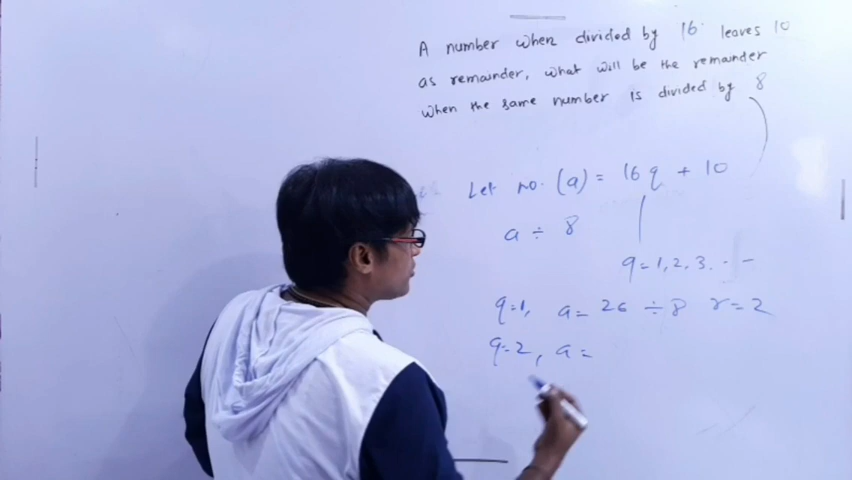 A number when divided by 16 leaves 10
as remainder, what will be the remainder
when the same number is divided by 8
Let no. (a) = 16q + 10
a ÷ 8
q = 1, 2, 3, - - -
q=1, a = 26 ÷ 8 r = 2
q=2, a =